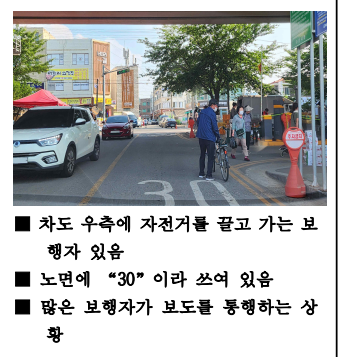 30
■ 차도 우측에 자전거를 끌고 가는 보
행자 있음
■ 노면에 “30”이라 쓰여 있음
■ 많은 보행자가 보도를 통행하는 상
황